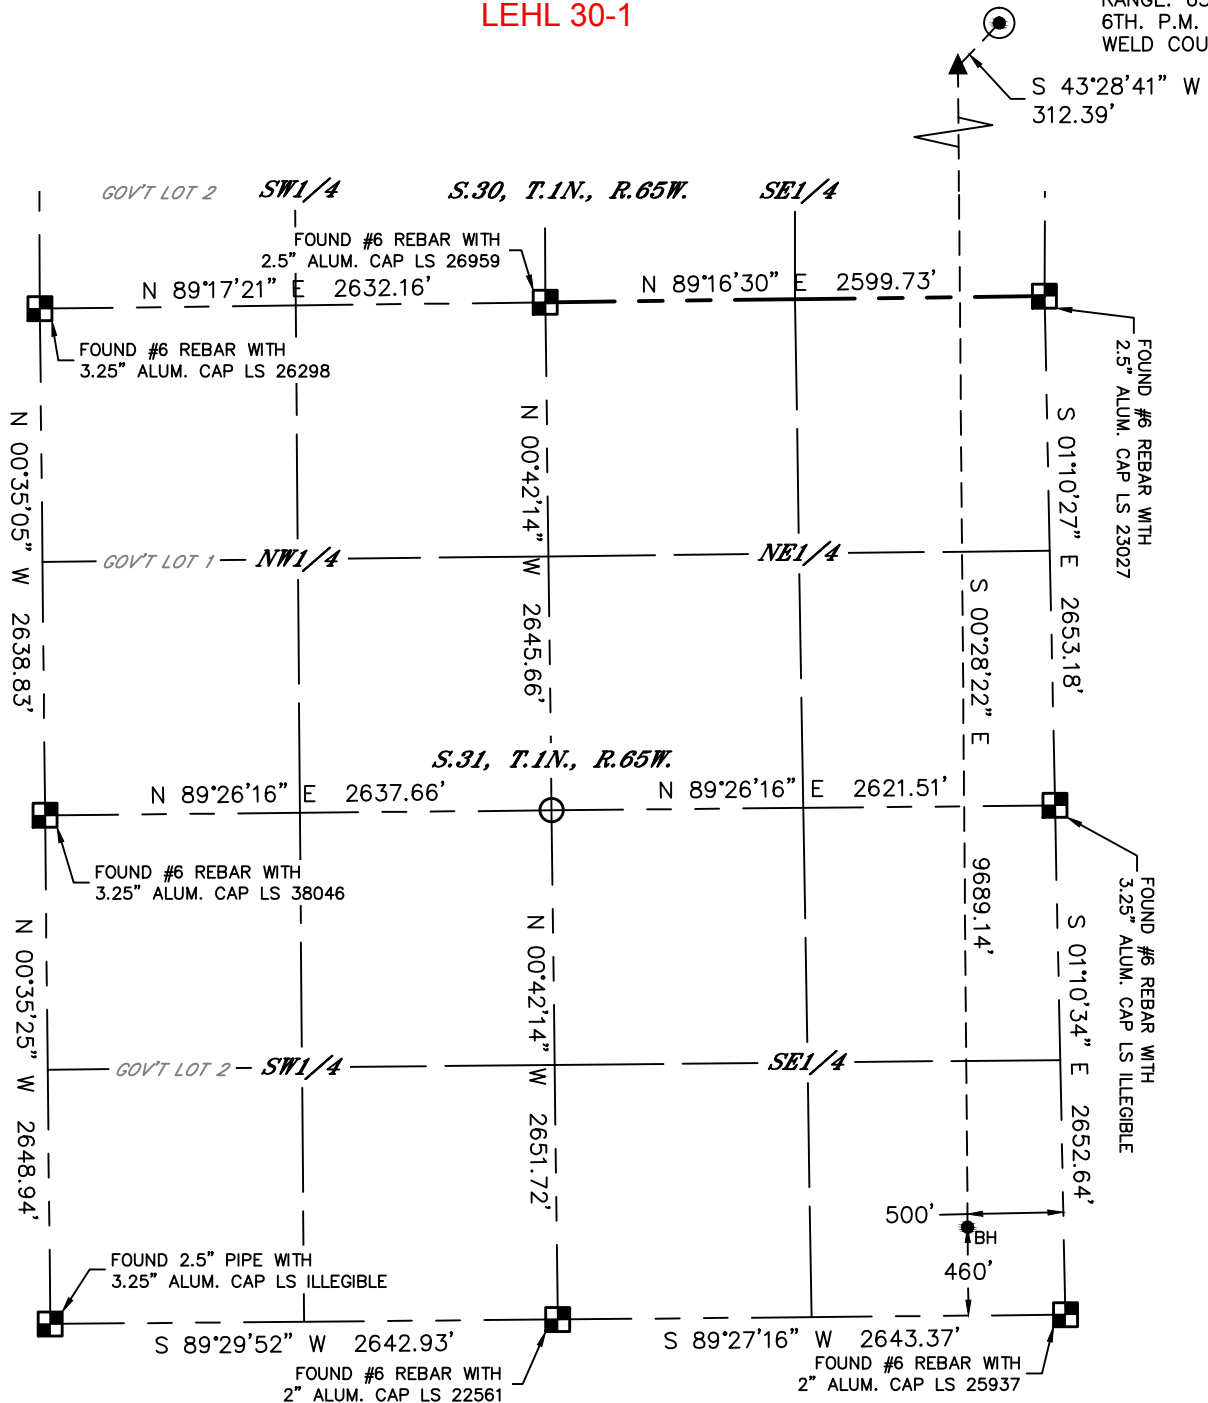 LEHL 30-1
6TH. P.M.
S 43°28'41" W
312.39'
GOV'T LOT 2
SW1/4
S.30, T.1N., R.65W.
SE1/4
FOUND #6 REBAR WITH
2.5" ALUM. CAP LS 26959
N 89°17'21" E 2632.16'
N 89°16'30" E 2599.73'
FOUND #6 REBAR WITH
3.25" ALUM. CAP LS 26298
FOUND #6 REBAR WITH
2.5" ALUM. CAP LS 23027
N 00°35'05" W 2638.83'
N 00°42'14" W 2645.66'
S 01°10'27" E 2653.18'
GOV'T LOT 1
NW1/4
NE1/4
S 00°28'22" E 9689.14'
S.31, T.1N., R.65W.
N 89°26'16" E 2637.66'
N 89°26'16" E 2621.51'
FOUND #6 REBAR WITH
3.25" ALUM. CAP LS 38046
FOUND #6 REBAR WITH
3.25" ALUM. CAP LS ILLEGIBLE
N 00°35'25" W 2648.94'
N 00°42'14" W 2651.72'
S 01°10'34" E 2652.64'
GOV'T LOT 2
SW1/4
SE1/4
500'
BH
460'
FOUND 2.5" PIPE WITH
3.25" ALUM. CAP LS ILLEGIBLE
S 89°29'52" W 2642.93'
S 89°27'16" W 2643.37'
FOUND #6 REBAR WITH
2" ALUM. CAP LS 22561
FOUND #6 REBAR WITH
2" ALUM. CAP LS 25937
WELD COU